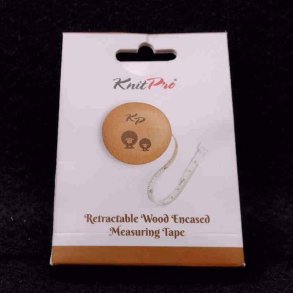 KnitPro®
KP
Retractable Wood Encased
Measuring Tape